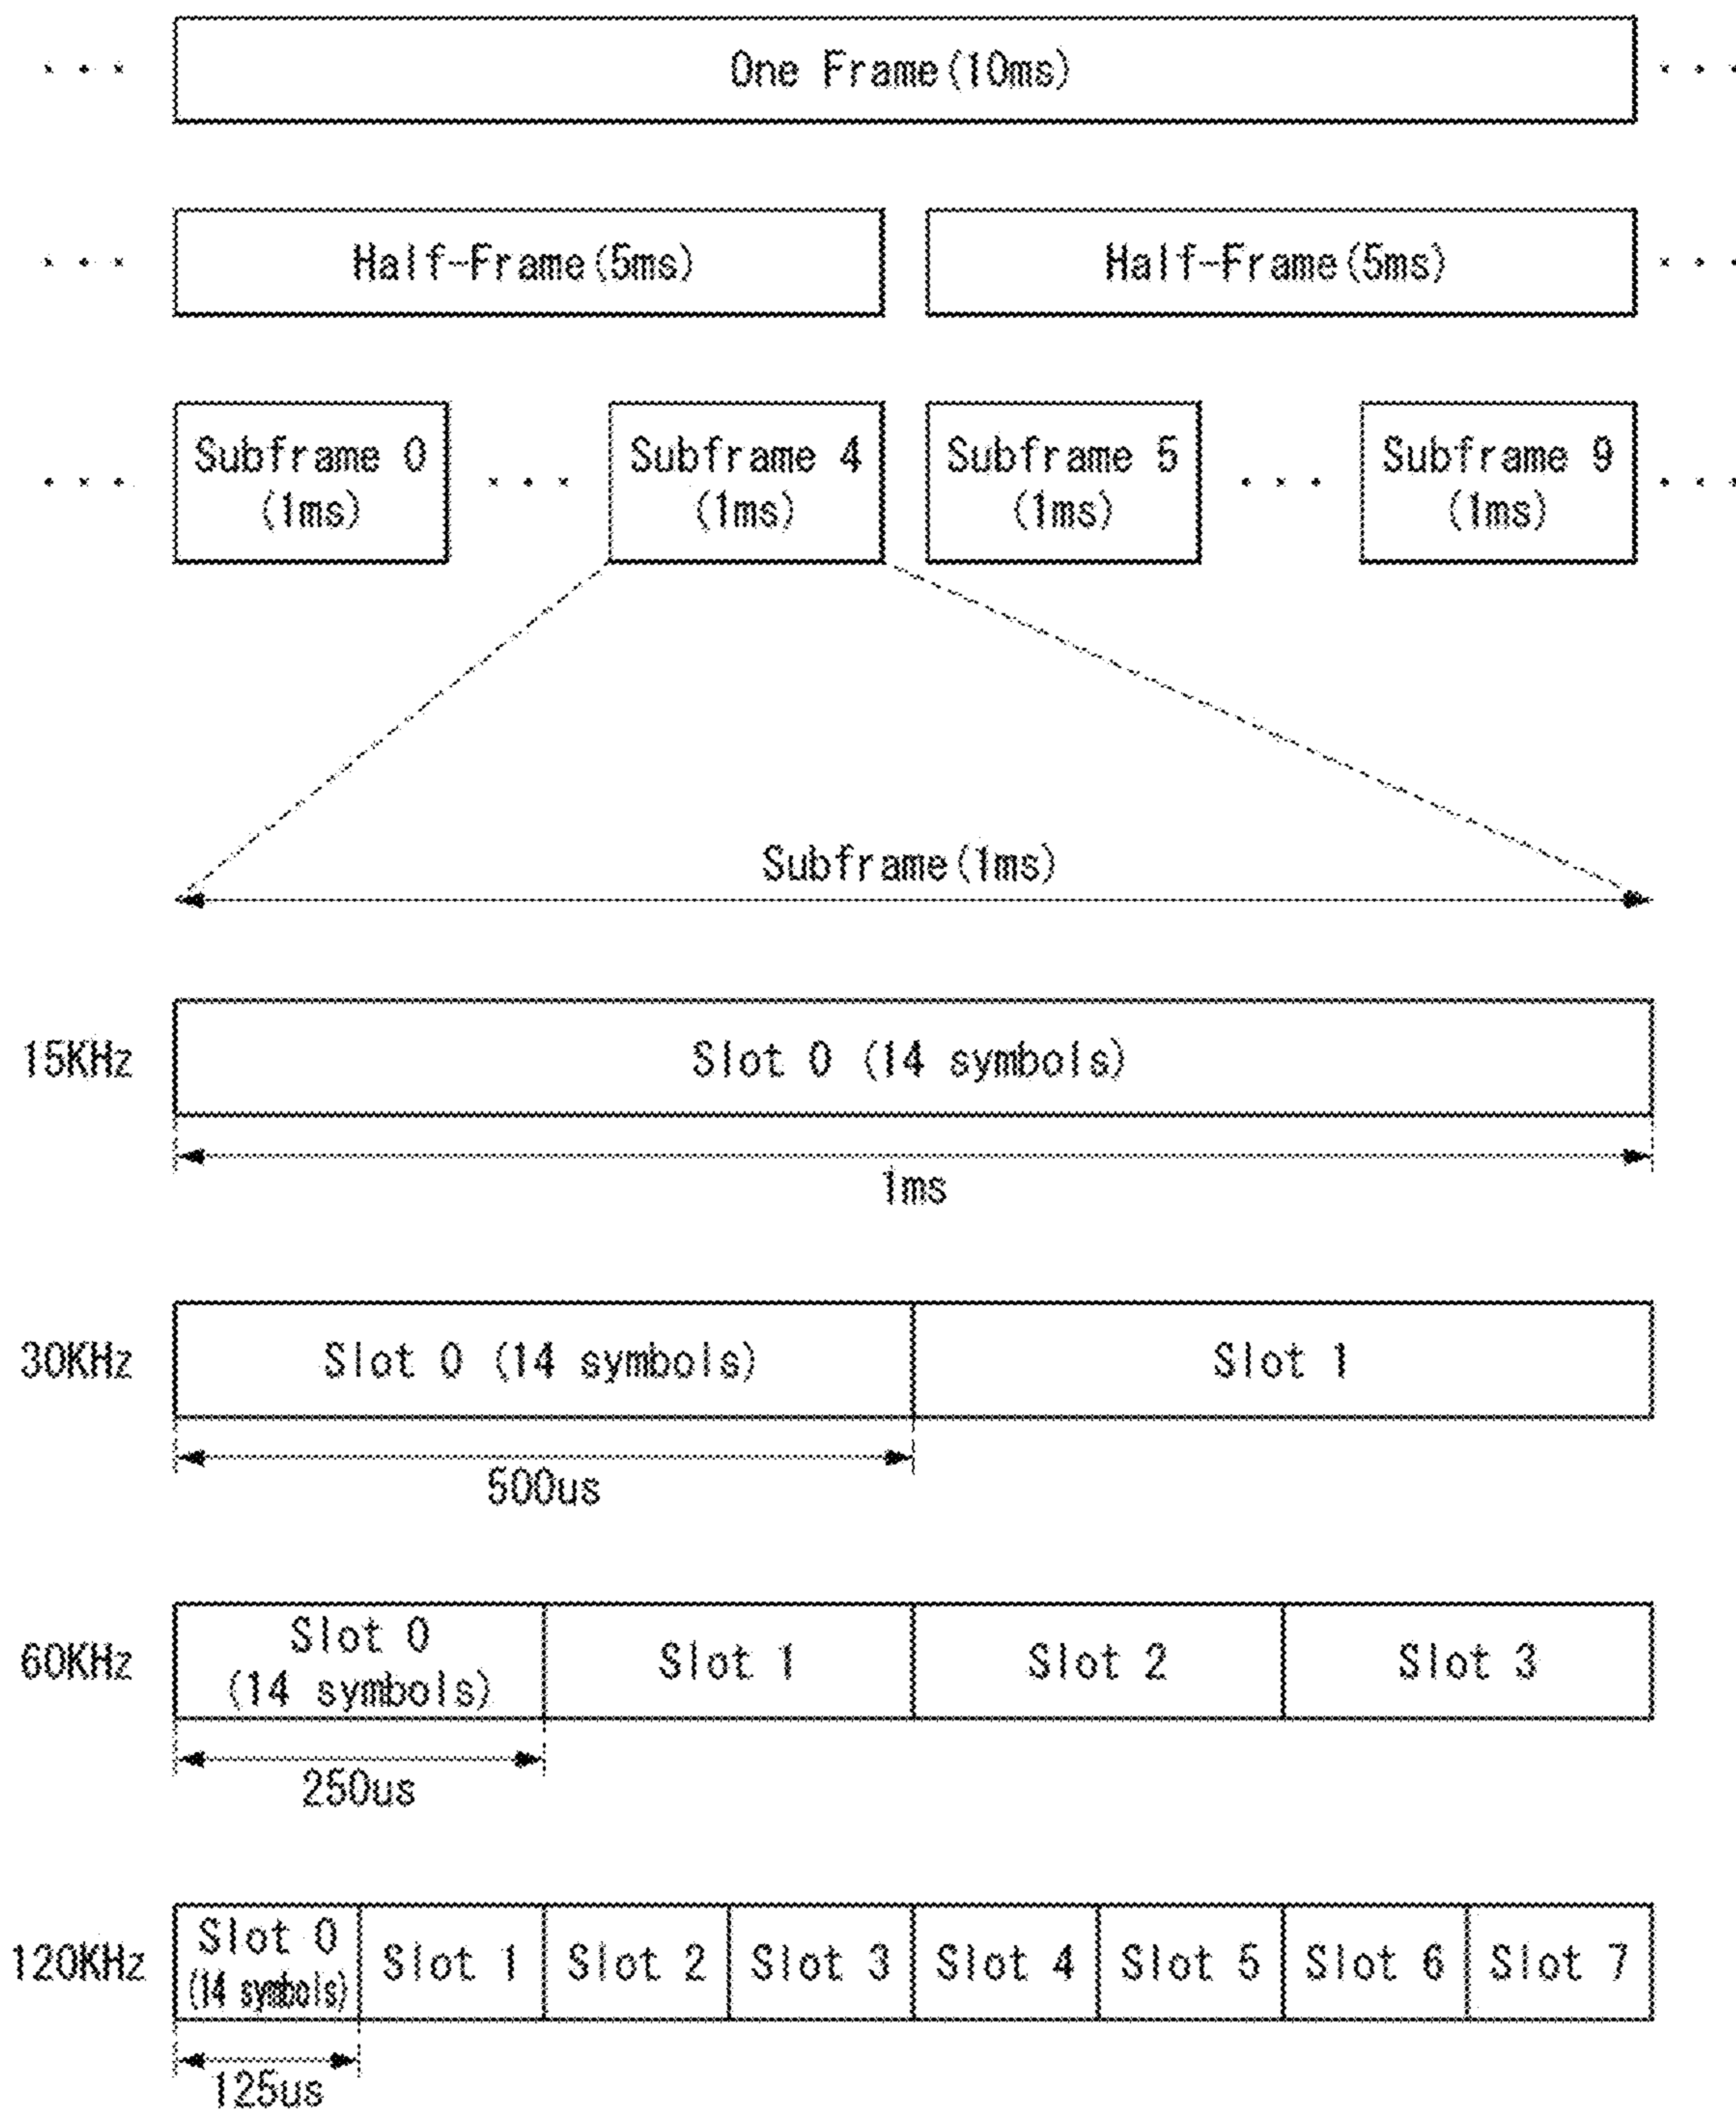 One Frame(10ms)
Half-Frame(5ms) Half-Frame(5ms)
Subframe 0 Subframe 4 Subframe 5 Subframe 9
(1ms) (1ms) (1ms) (1ms)
Subframe(1ms)
15KHz Slot 0 (14 symbols)
1ms
30KHz Slot 0 (14 symbols) Slot 1
500us
60KHz Slot 0 (14 symbols) Slot 1 Slot 2 Slot 3
250us
120KHz Slot 0 (14 symbols) Slot 1 Slot 2 Slot 3 Slot 4 Slot 5 Slot 6 Slot 7
125us